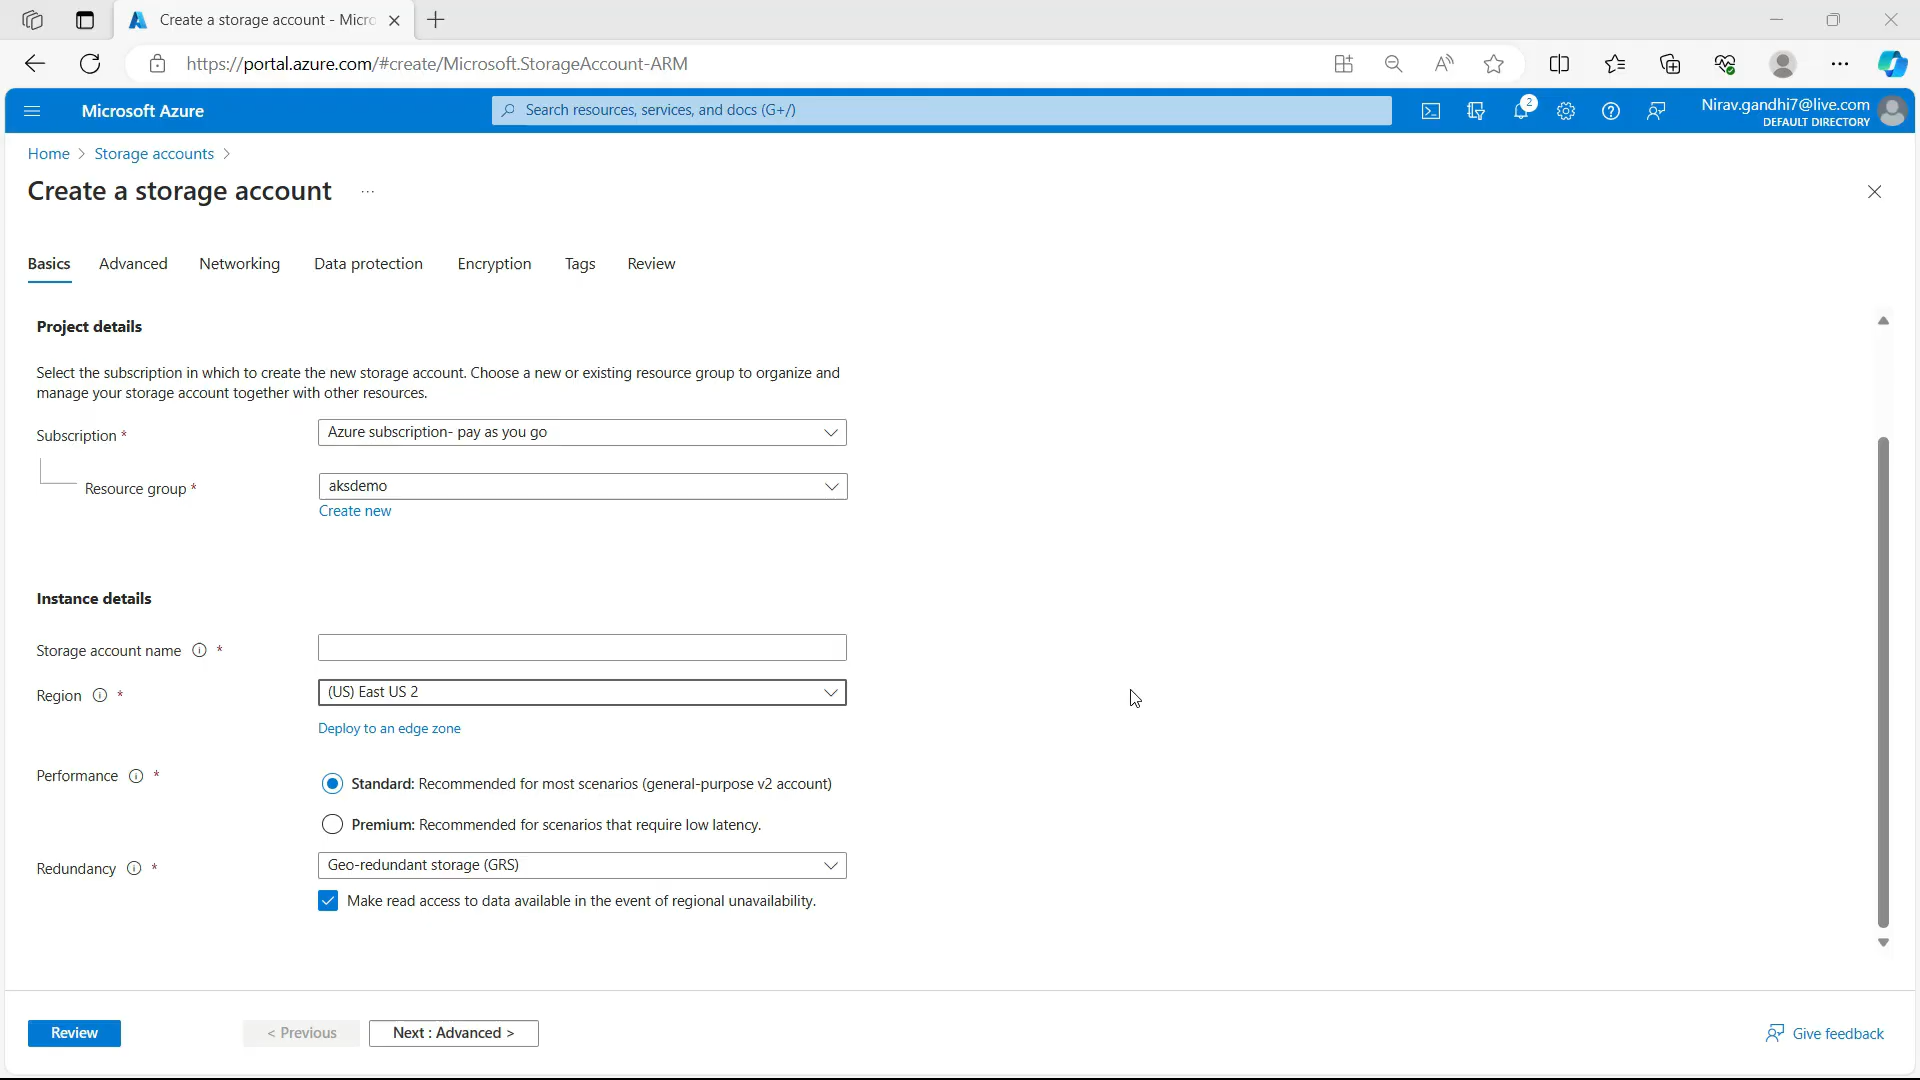 Create a storage account - Micro
https://portal.azure.com/#create/Microsoft.StorageAccount-ARM
Microsoft Azure
Search resources, services, and docs (G+/)
2
Nirav.gandhi7@live.com
DEFAULT DIRECTORY
Home > Storage accounts >
Create a storage account ...
Basics Advanced Networking Data protection Encryption Tags Review
Project details
Select the subscription in which to create the new storage account. Choose a new or existing resource group to organize and
manage your storage account together with other resources.
Subscription * Azure subscription- pay as you go
Resource group * aksdemo
Create new
Instance details
Storage account name *
Region * (US) East US 2
Deploy to an edge zone
Performance * Standard: Recommended for most scenarios (general-purpose v2 account)
Premium: Recommended for scenarios that require low latency.
Redundancy * Geo-redundant storage (GRS)
Make read access to data available in the event of regional unavailability.
Review < Previous Next : Advanced > Give feedback